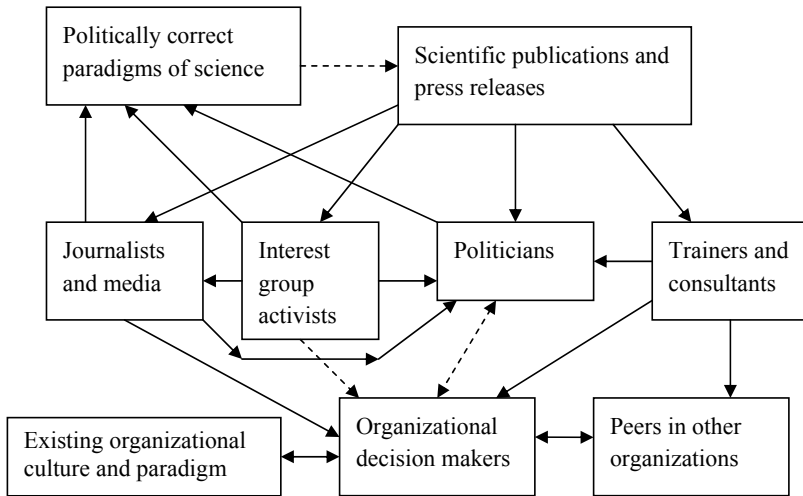 Politically correct
paradigms of science
Scientific publications and
press releases
Journalists
and media
Interest
group
activists
Politicians
Trainers and
consultants
Existing organizational
culture and paradigm
Organizational
decision makers
Peers in other
organizations